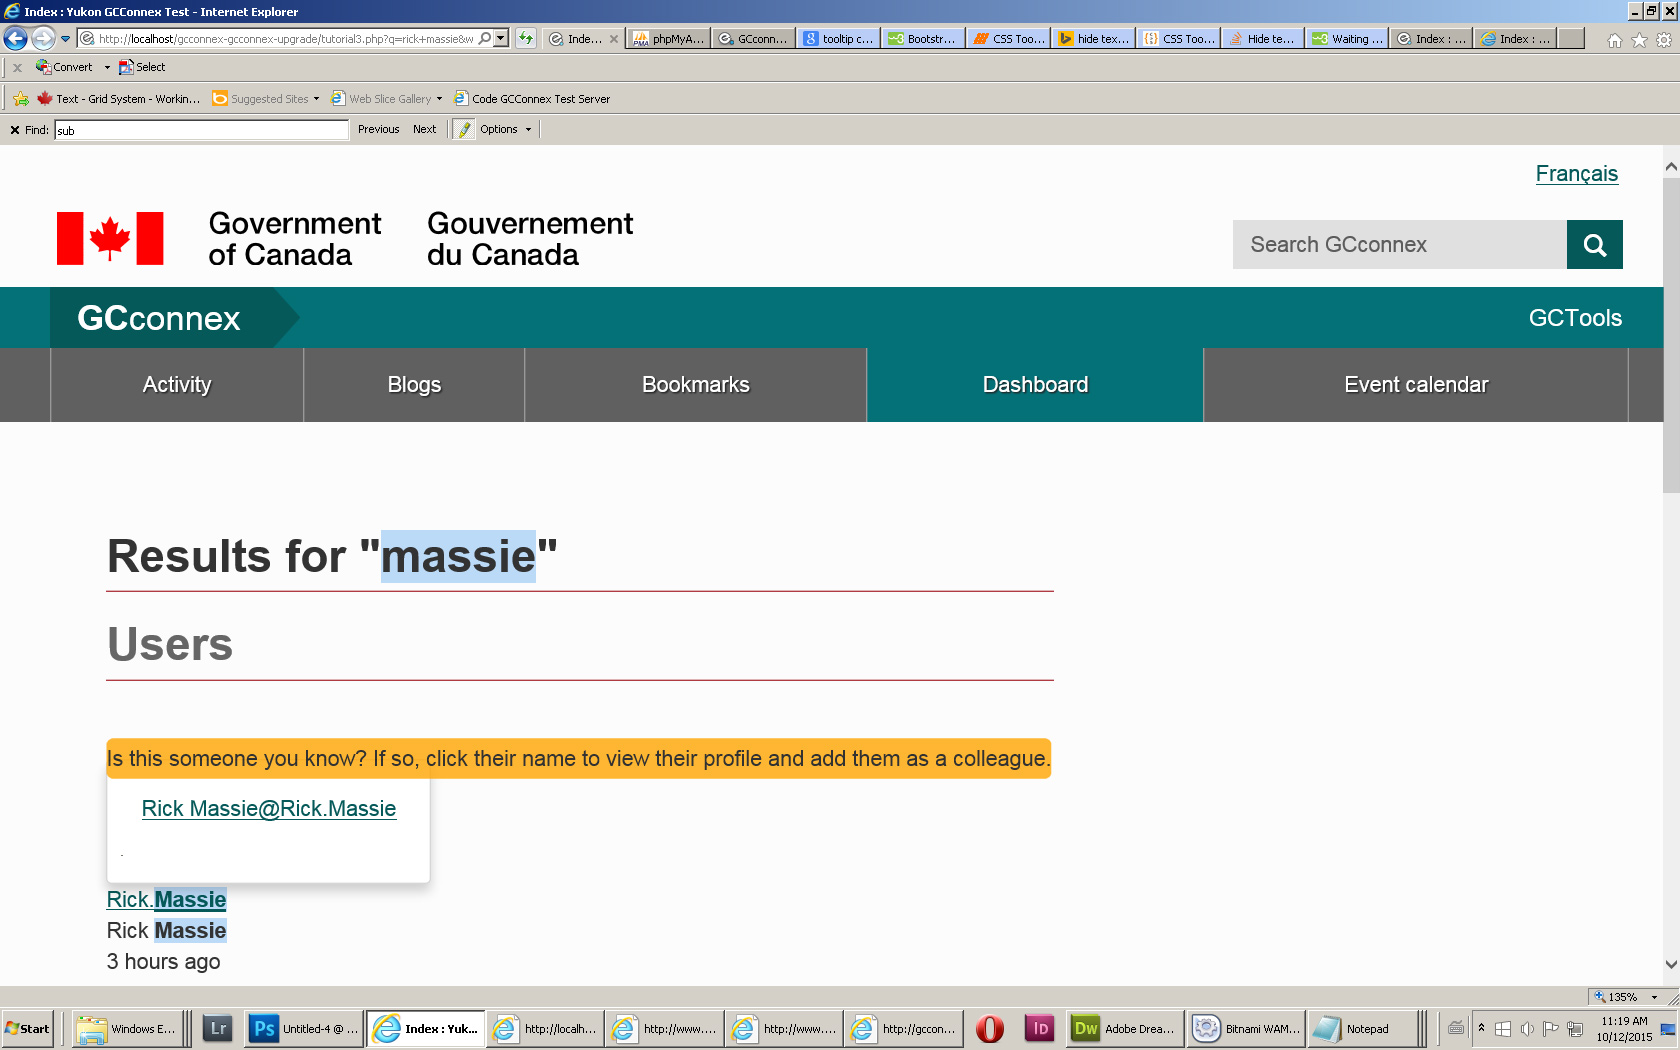 Index : Yukon GCConnex Test - Internet Explorer
http://localhost/gcconnex-gcconnex-upgrade/tutorial3.php?q=rick+massie&w
Inde...
phpMyA...
GCconn...
tooltip c...
Bootstr...
CSS Too...
hide tex...
CSS Too...
Hide te...
Waiting ...
Index : ...
Index : ...
Convert
Select
Text - Grid System - Workin...
Suggested Sites
Web Slice Gallery
Code GCConnex Test Server
Find: sub
Previous
Next
Options
Français
Government of Canada
Gouvernement du Canada
Search GCconnex
GCconnex
GCTools
Activity
Blogs
Bookmarks
Dashboard
Event calendar
Results for "massie"
Users
Is this someone you know? If so, click their name to view their profile and add them as a colleague.
Rick Massie@Rick.Massie
.
Rick.Massie
Rick Massie
3 hours ago
135%
Start
Windows E...
Lr
Ps
Untitled-4 @ ...
Index : Yuk...
http://localh...
http://www....
http://www....
http://gccon...
Id
Dw
Adobe Drea...
Bitnami WAM...
Notepad
11:19 AM
10/12/2015